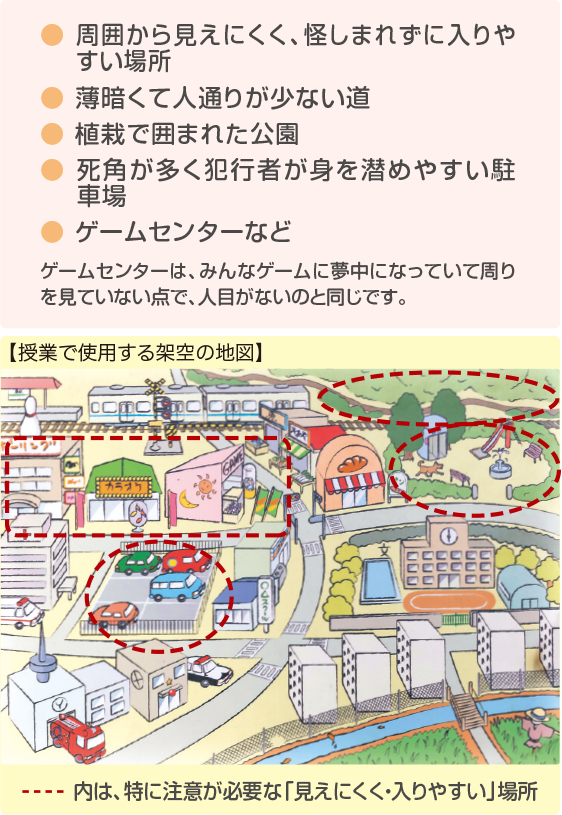 周囲から見えにくく、怪しまれずに入りや
すい場所
薄暗くて人通りが少ない道
植栽で囲まれた公園
死角が多く犯行者が身を潜めやすい駐
車場
ゲームセンターなど
ゲームセンターは、みんなゲームに夢中になっていて周り
を見ていない点で、人目がないのと同じです。
【授業で使用する架空の地図】
カラオケ
GAME
内は、特に注意が必要な「見えにくく・入りやすい」場所